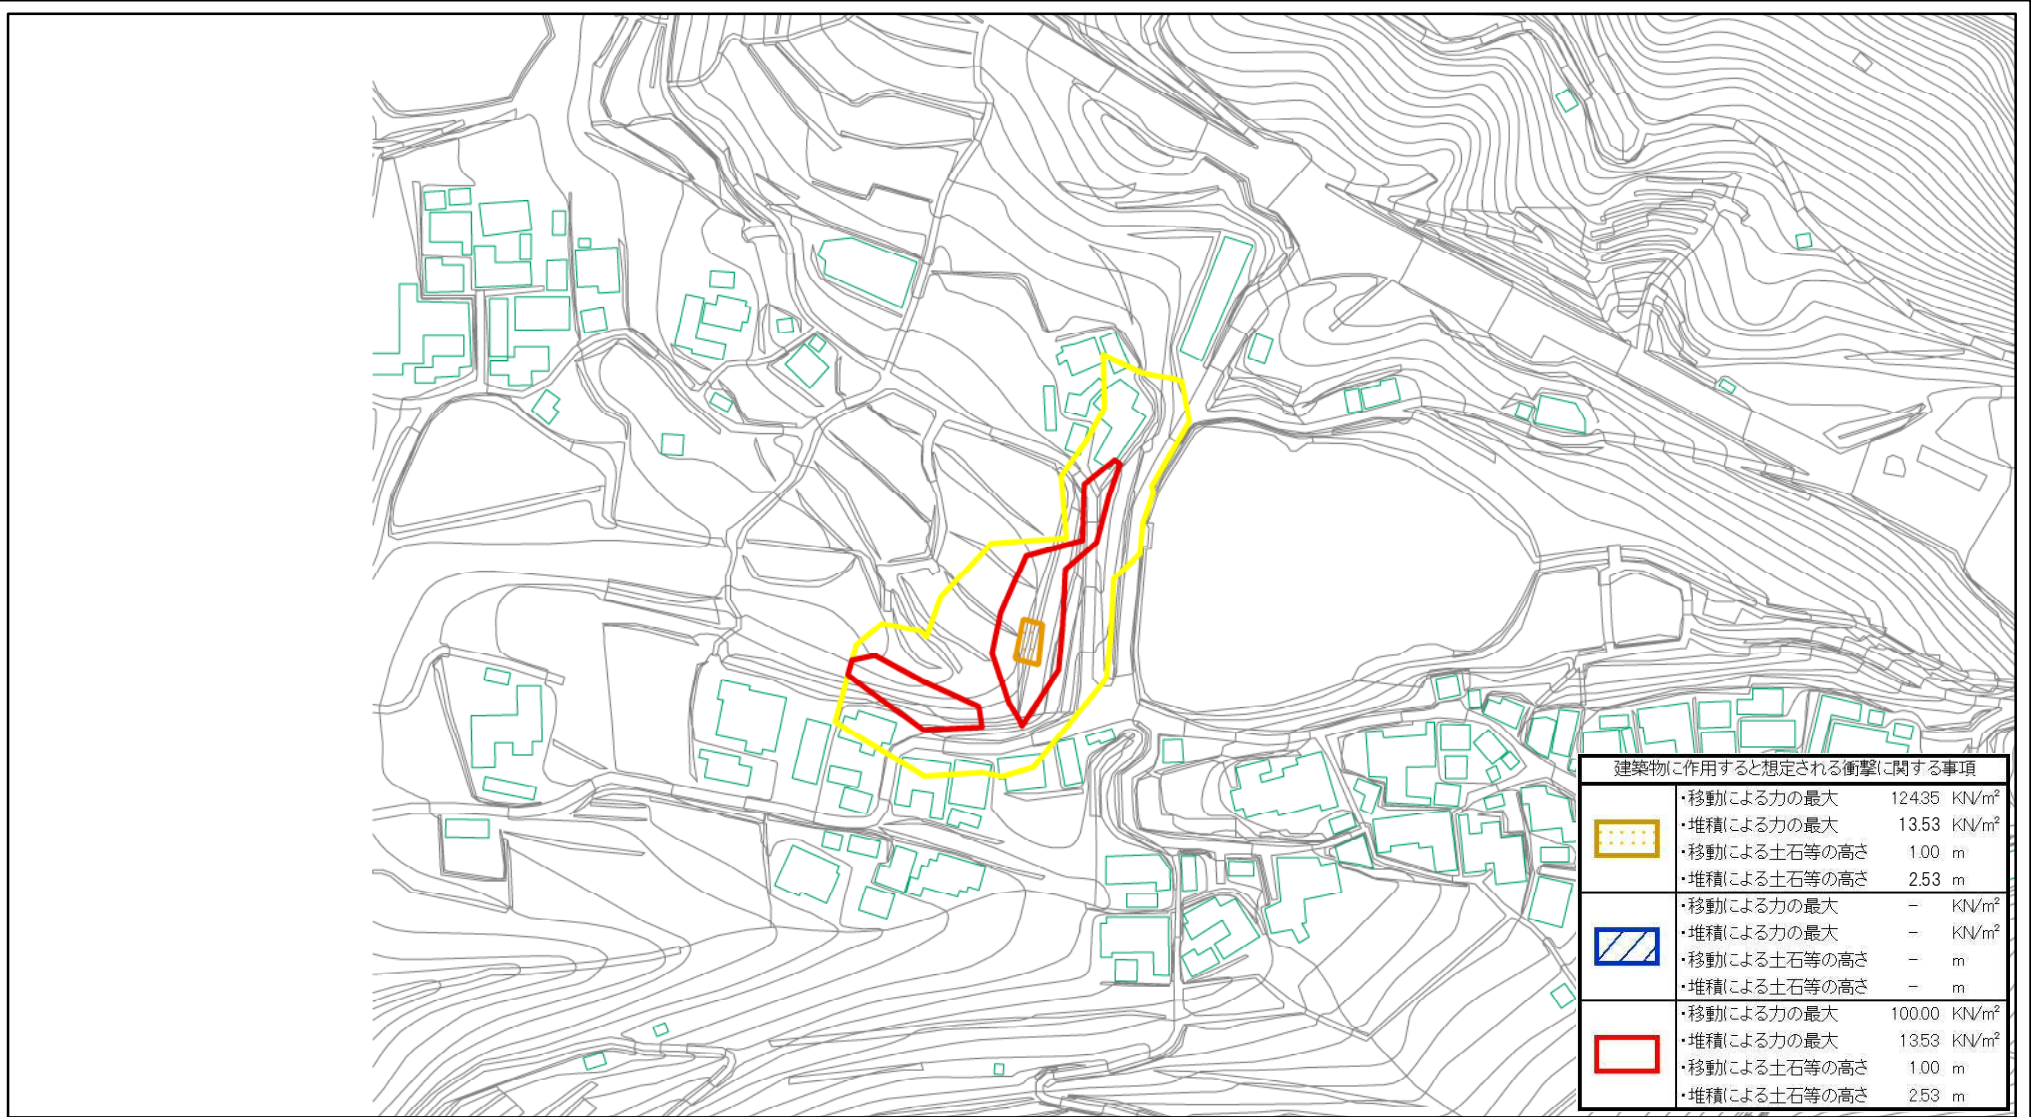 建築物に作用すると想定される衝撃に関する事項
・移動による力の最大 124.35 KN/m²
・堆積による力の最大 13.53 KN/m²
・移動による土石等の高さ 1.00 m
・堆積による土石等の高さ 2.53 m
・移動による力の最大 － KN/m²
・堆積による力の最大 － KN/m²
・移動による土石等の高さ － m
・堆積による土石等の高さ － m
・移動による力の最大 100.00 KN/m²
・堆積による力の最大 13.53 KN/m²
・移動による土石等の高さ 1.00 m
・堆積による土石等の高さ 2.53 m